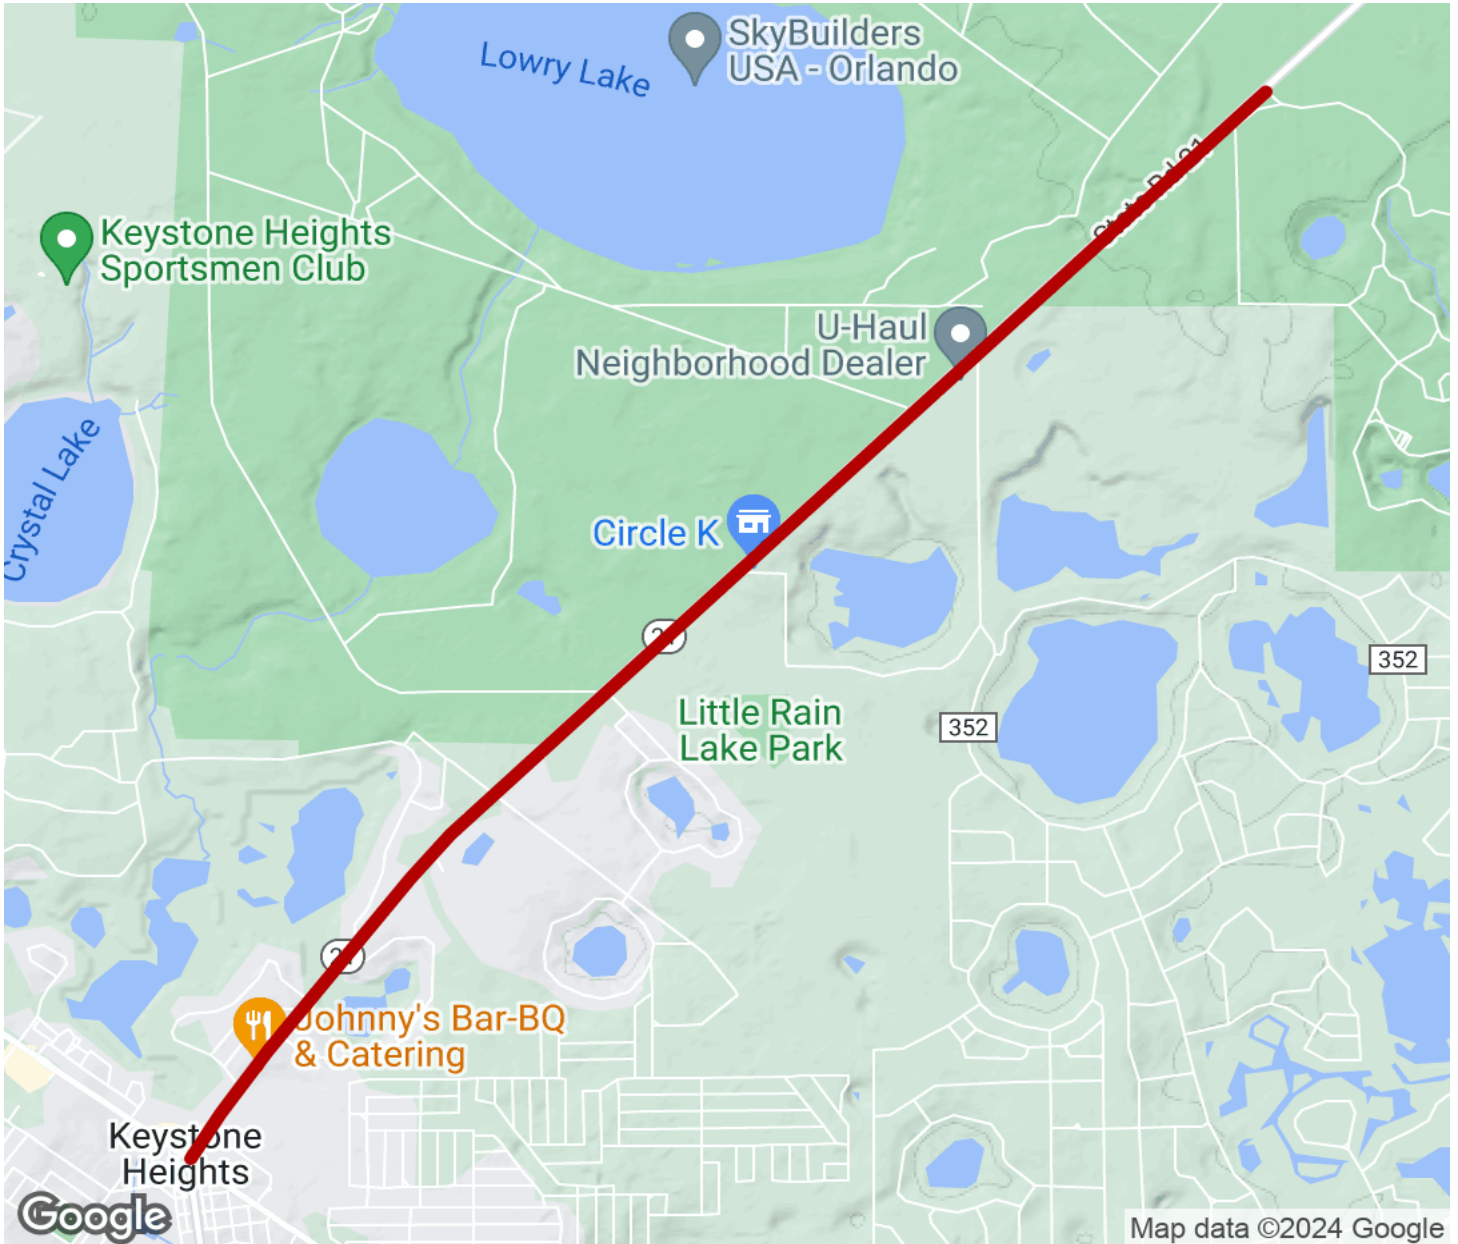 Lowry Lake
SkyBuilders
USA - Orlando
Keystone Heights
Sportsmen Club
U-Haul
Neighborhood Dealer
Crystal Lake
Circle K
Little Rain
Lake Park
352
352
Johnny's Bar-BQ
& Catering
Keystone
Heights
Google
Map data ©2024 Google